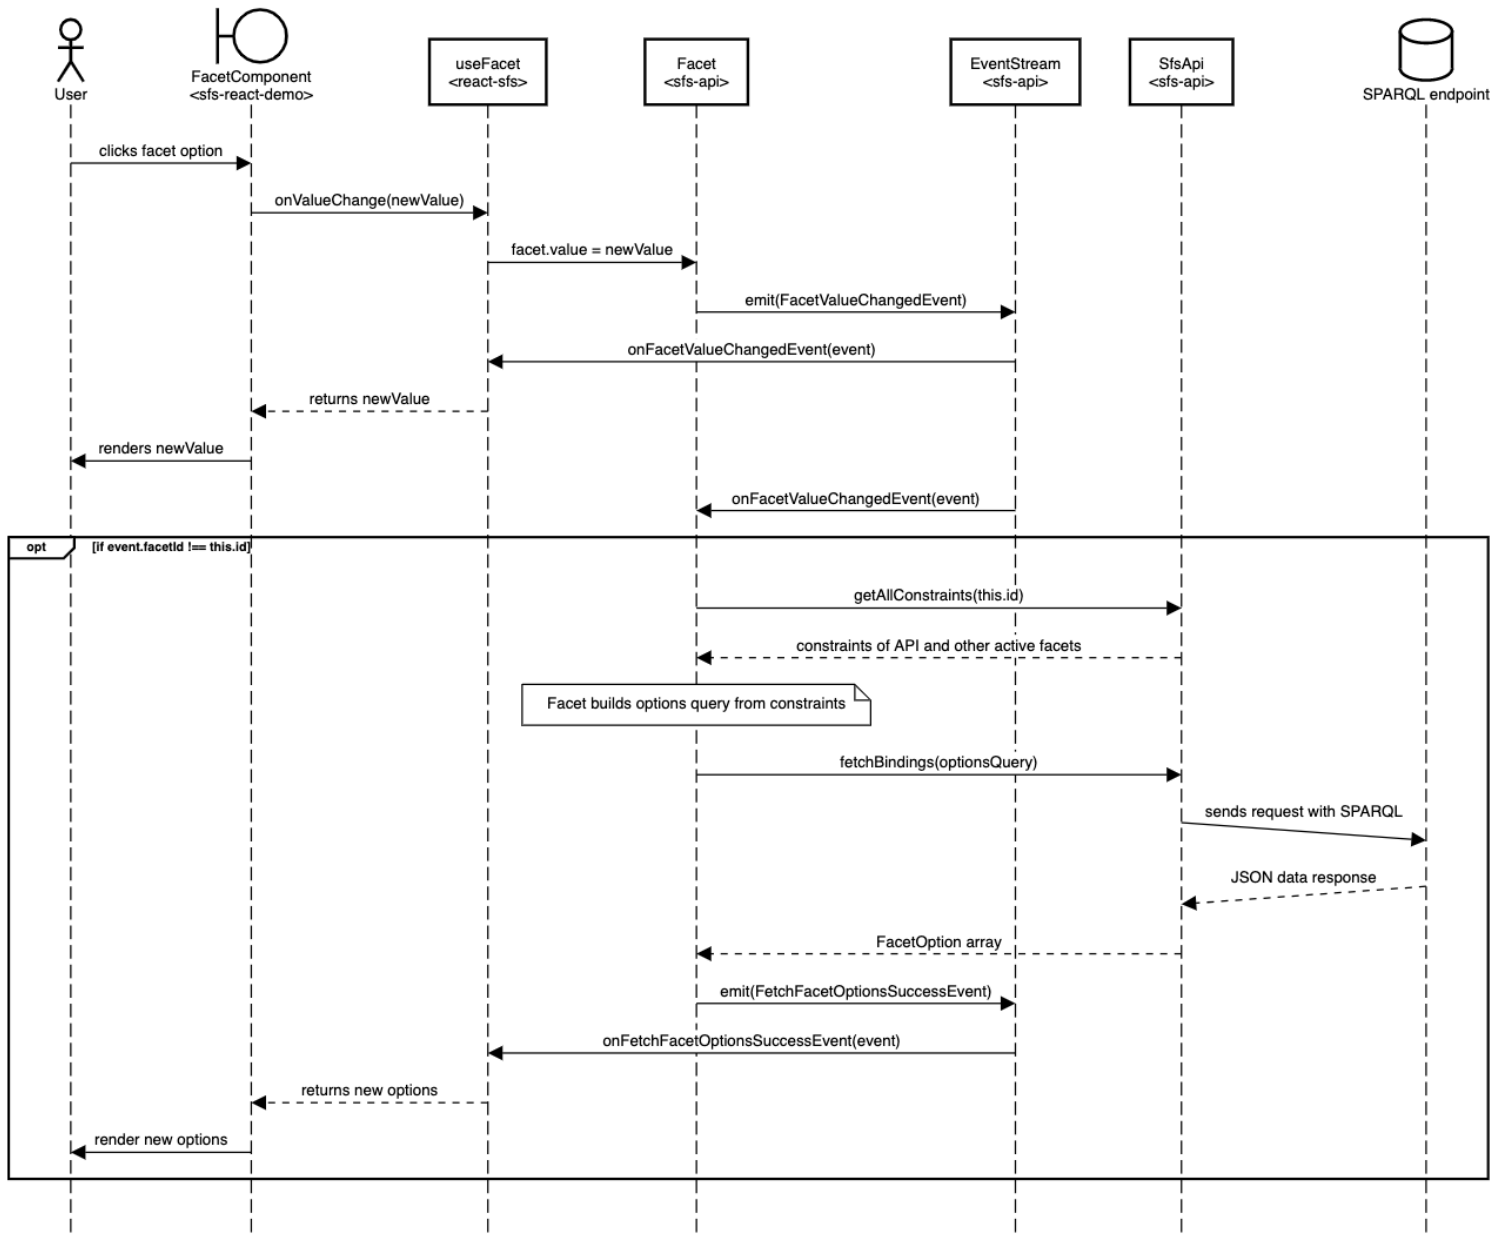 User
FacetComponent
<sfs-react-demo>
useFacet
<react-sfs>
Facet
<sfs-api>
EventStream
<sfs-api>
SfsApi
<sfs-api>
SPARQL endpoint
clicks facet option
onValueChange(newValue)
facet.value = newValue
emit(FacetValueChangedEvent)
onFacetValueChangedEvent(event)
returns newValue
renders newValue
onFacetValueChangedEvent(event)
opt
[if event.facetId !== this.id]
getAllConstraints(this.id)
constraints of API and other active facets
Facet builds options query from constraints
fetchBindings(optionsQuery)
sends request with SPARQL
JSON data response
FacetOption array
emit(FetchFacetOptionsSuccessEvent)
onFetchFacetOptionsSuccessEvent(event)
returns new options
render new options